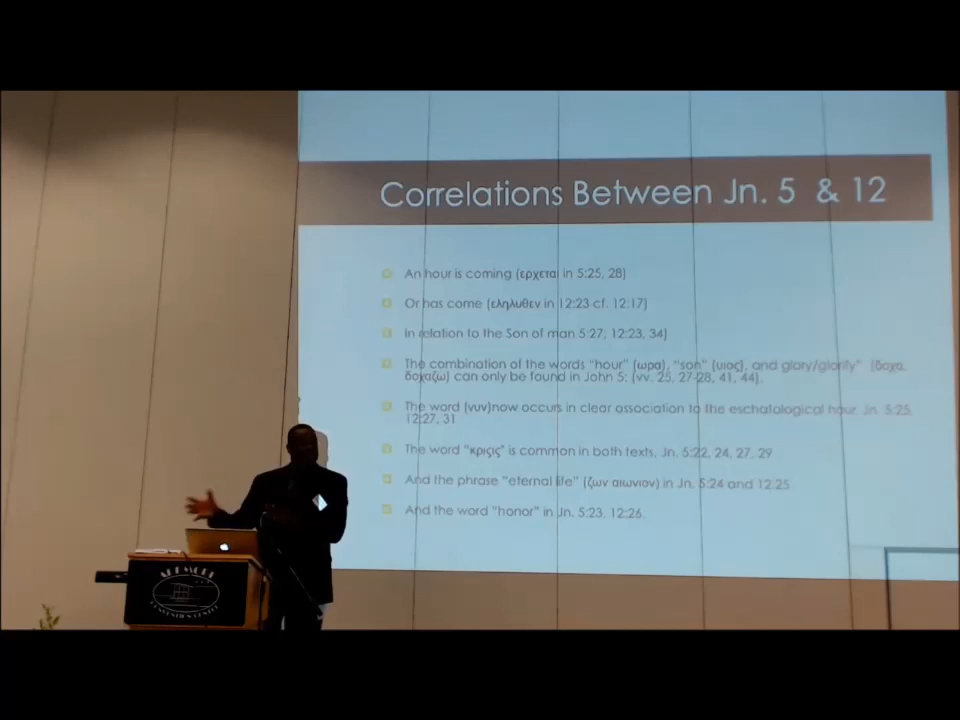 Correlations Between Jn. 5 & 12
An hour is coming (ερχεται in 5:25, 28)
Or has come (εληλυθεν in 12:23 cf. 12:17)
In relation to the Son of man 5:27; 12:23, 34)
The combination of the words "hour" (ωρα), "son" (υιος), and glory/glorify" (δοχα,
δοχαζω) can only be found in John 5: (vv. 25, 27-28, 41, 44).
The word (νυν)now occurs in clear association to the eschatological hour, Jn. 5:25,
12:27, 31
The word "κρισις" is common in both texts, Jn. 5:22, 24, 27, 29
And the phrase "eternal life" (ζων αιωνιον) in Jn. 5:24 and 12:25
And the word "honor" in Jn. 5:23, 12:26.
ARDMORE
CONVENTION CENTER